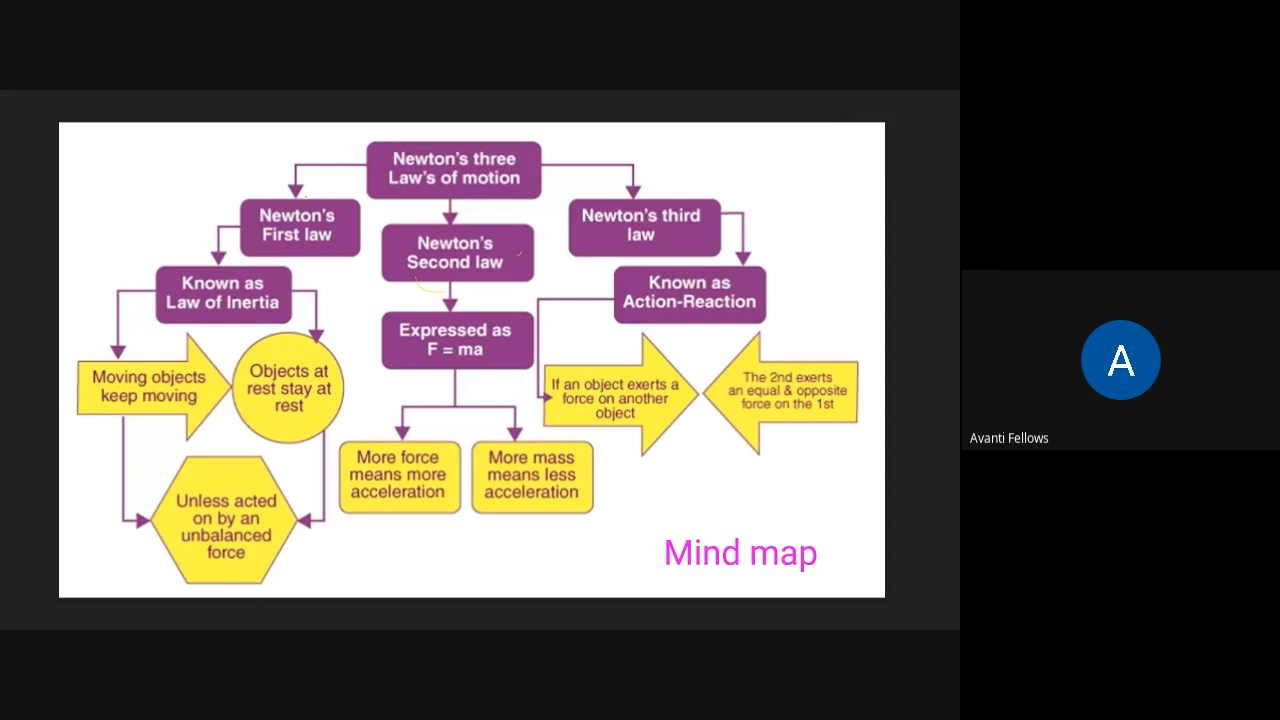 Newton's three
Law's of motion
Newton's
First law
Newton's
Second law
Newton's third
law
Known as
Law of Inertia
Expressed as
F = ma
Known as
Action-Reaction
Moving objects
keep moving
Objects at
rest stay at
rest
Unless acted
on by an
unbalanced
force
More force
means more
acceleration
More mass
means less
acceleration
If an object exerts a
force on another
object
The 2nd exerts
an equal & opposite
force on the 1st
Mind map
A
Avanti Fellows